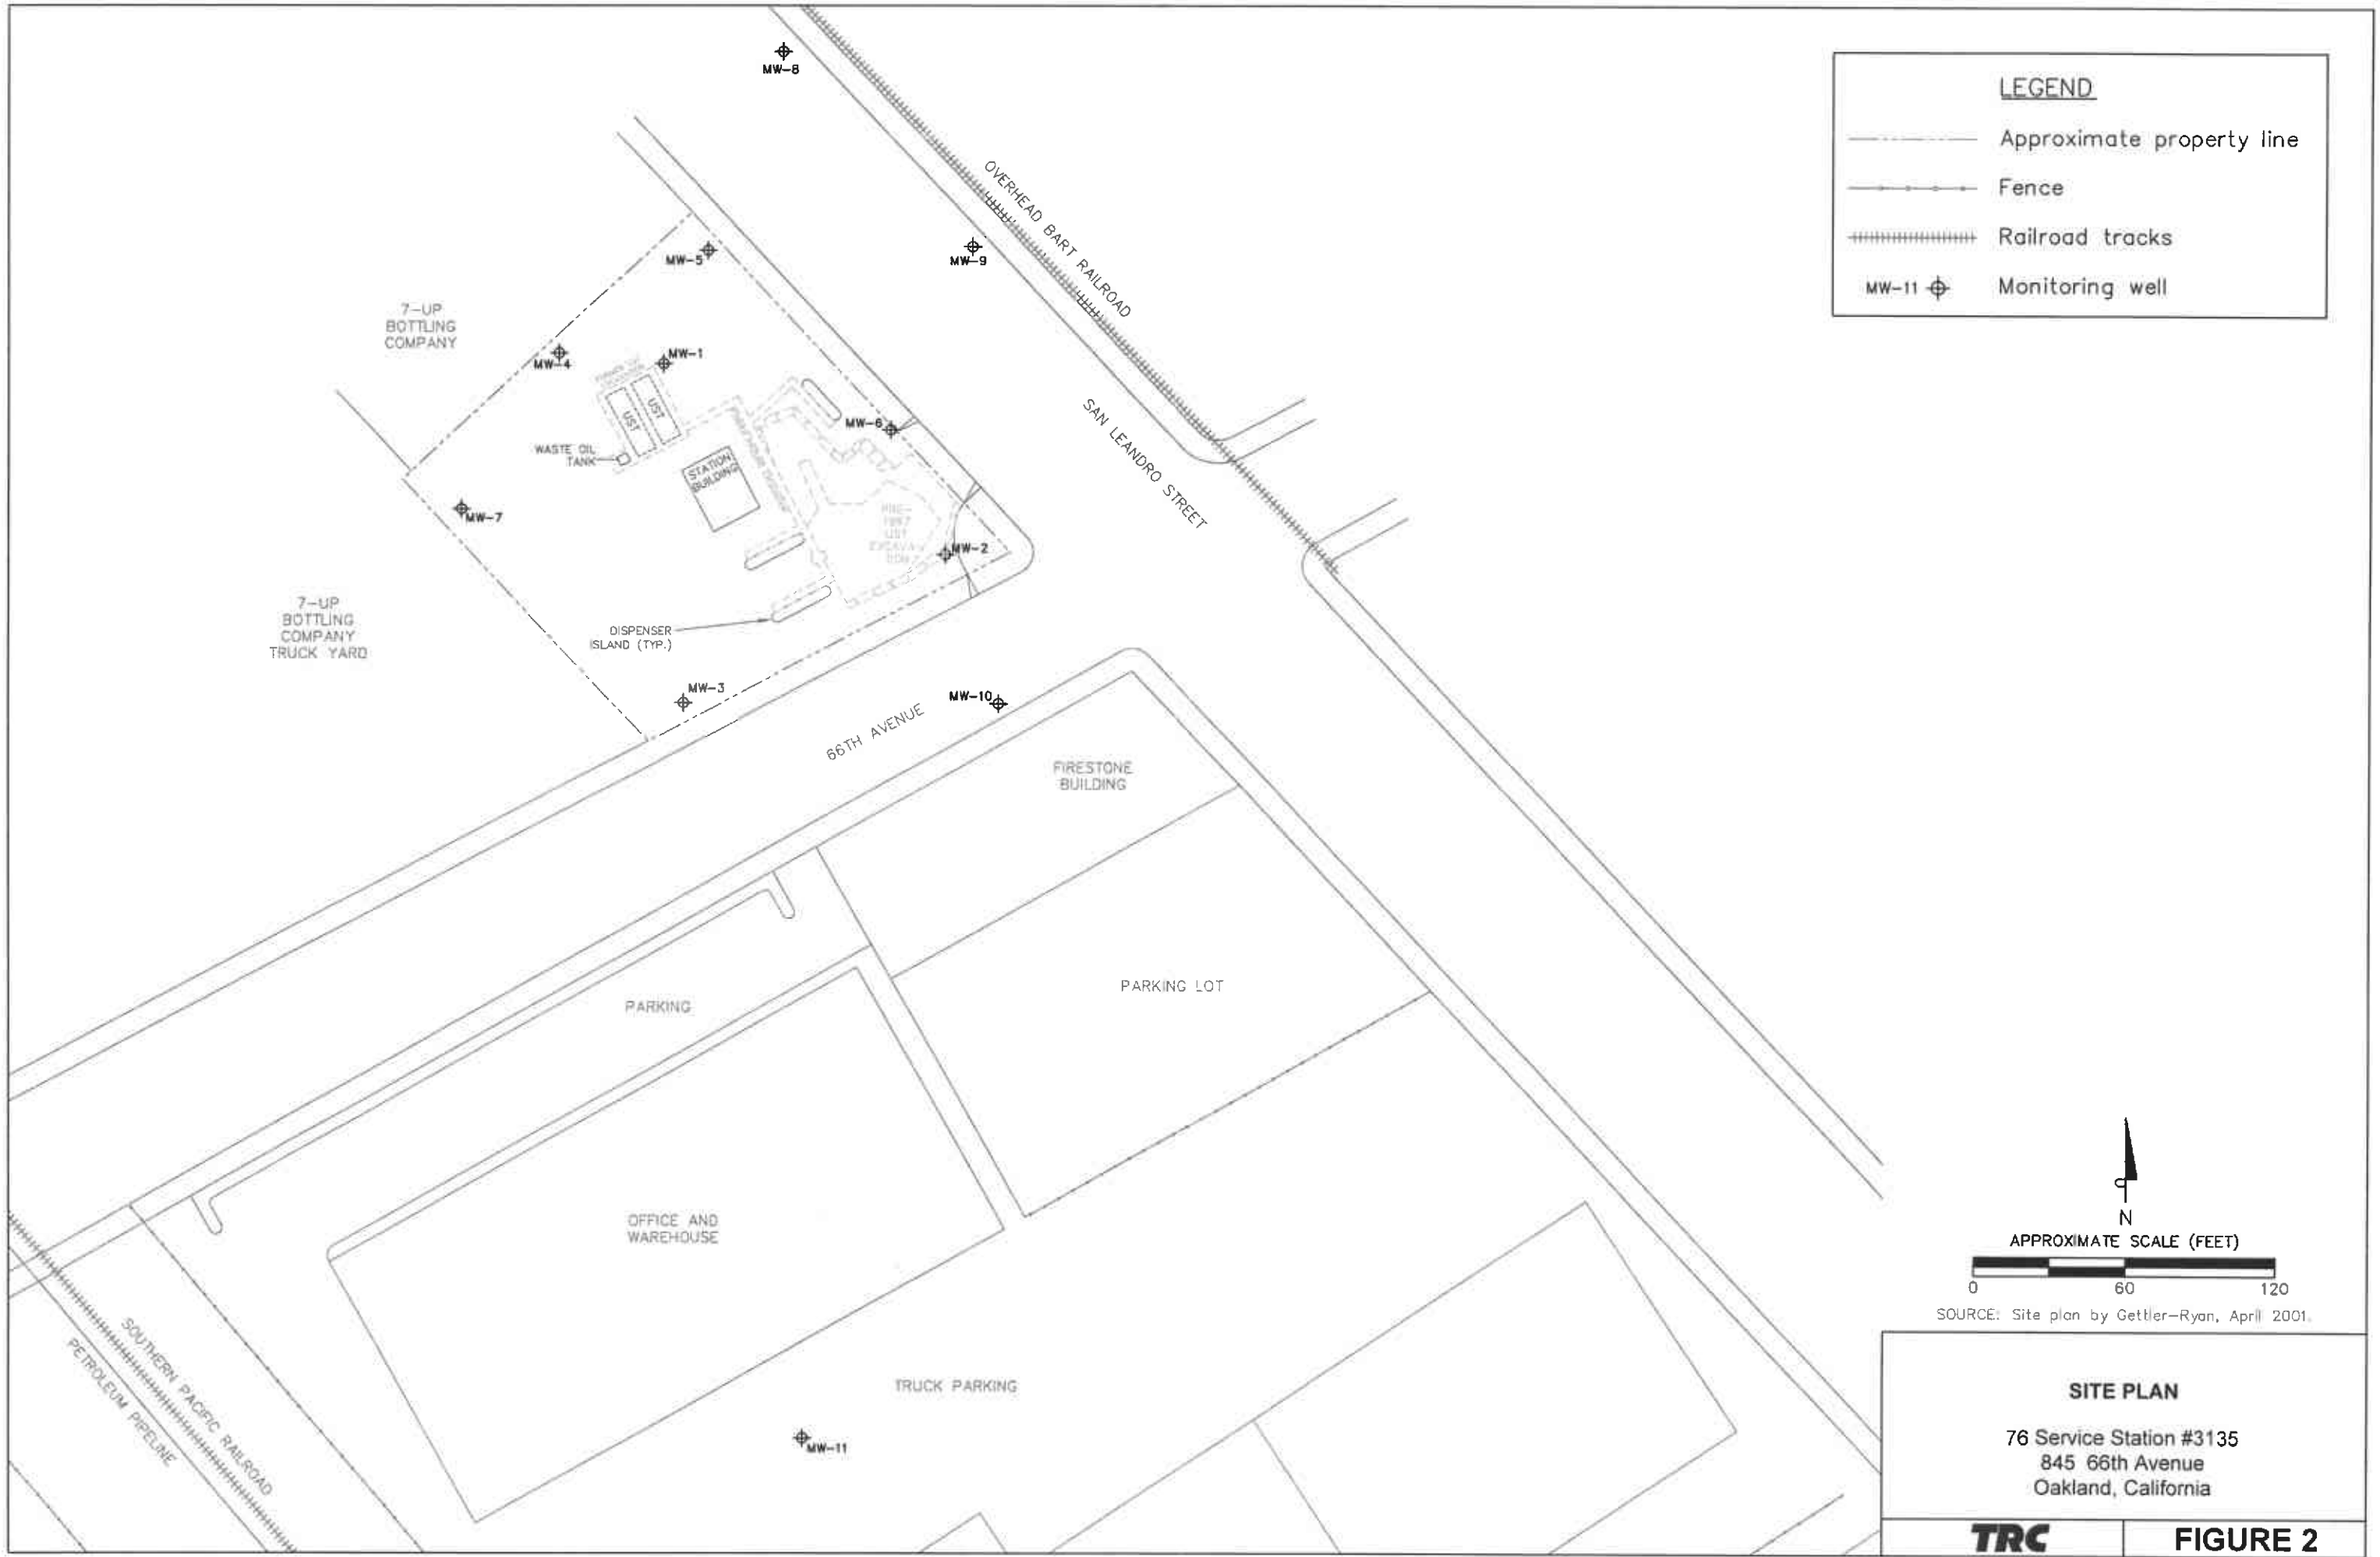 MW-8
LEGEND
Approximate property line
Fence
Railroad tracks
MW-11 Monitoring well
OVERHEAD BART RAILROAD
MW-9
MW-5
7-UP
BOTTLING
COMPANY
MW-4
MW-1
UST
UST
WASTE OIL
TANK
STATION
BUILDING
MW-6
SAN LEANDRO STREET
MW-7
UST
MW-2
7-UP
BOTTLING
COMPANY
TRUCK YARD
DISPENSER
ISLAND (TYP.)
MW-3
MW-10
66TH AVENUE
FIRESTONE
BUILDING
PARKING LOT
PARKING
OFFICE AND
WAREHOUSE
SOUTHERN PACIFIC RAILROAD
PETROLEUM PIPELINE
TRUCK PARKING
MW-11
N
APPROXIMATE SCALE (FEET)
0 60 120
SOURCE: Site plan by Gettler-Ryan, April 2001.
SITE PLAN
76 Service Station #3135
845 66th Avenue
Oakland, California
TRC
FIGURE 2